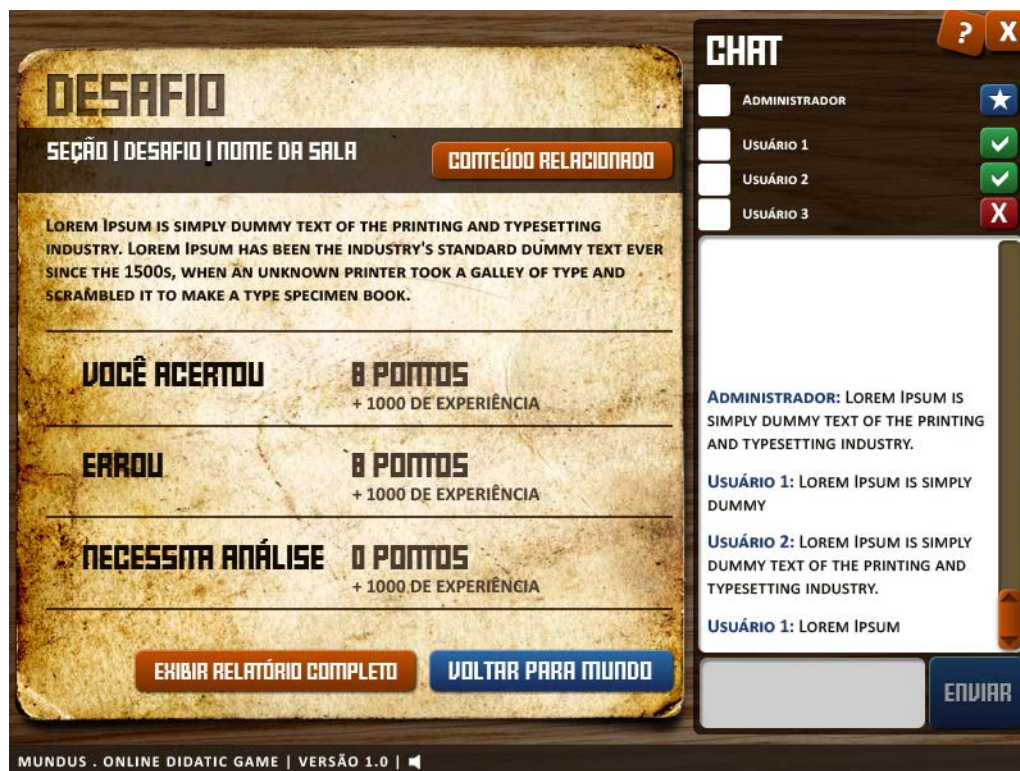 DESAFIO
SEÇÃO | DESAFIO | NOME DA SALA
CONTEÚDO RELACIONADO
LOREM IPSUM IS SIMPLY DUMMY TEXT OF THE PRINTING AND TYPESETTING
INDUSTRY. LOREM IPSUM HAS BEEN THE INDUSTRY'S STANDARD DUMMY TEXT EVER
SINCE THE 1500S, WHEN AN UNKNOWN PRINTER TOOK A GALLEY OF TYPE AND
SCRAMBLED IT TO MAKE A TYPE SPECIMEN BOOK.
VOCÊ ACERTOU
8 PONTOS
+ 1000 DE EXPERIÊNCIA
ERROU
8 PONTOS
+ 1000 DE EXPERIÊNCIA
NECESSITA ANÁLISE
0 PONTOS
+ 1000 DE EXPERIÊNCIA
EXIBIR RELATÓRIO COMPLETO
VOLTAR PARA MUNDO
CHAT
?
X
ADMINISTRADOR
USUÁRIO 1
USUÁRIO 2
USUÁRIO 3
X
ADMINISTRADOR: LOREM IPSUM IS
SIMPLY DUMMY TEXT OF THE PRINTING
AND TYPESETTING INDUSTRY.
USUÁRIO 1: LOREM IPSUM IS SIMPLY
DUMMY
USUÁRIO 2: LOREM IPSUM IS SIMPLY
DUMMY TEXT OF THE PRINTING AND
TYPESETTING INDUSTRY.
USUÁRIO 1: LOREM IPSUM
ENVIAR
MUNDUS . ONLINE DIDATIC GAME | VERSÃO 1.0 |